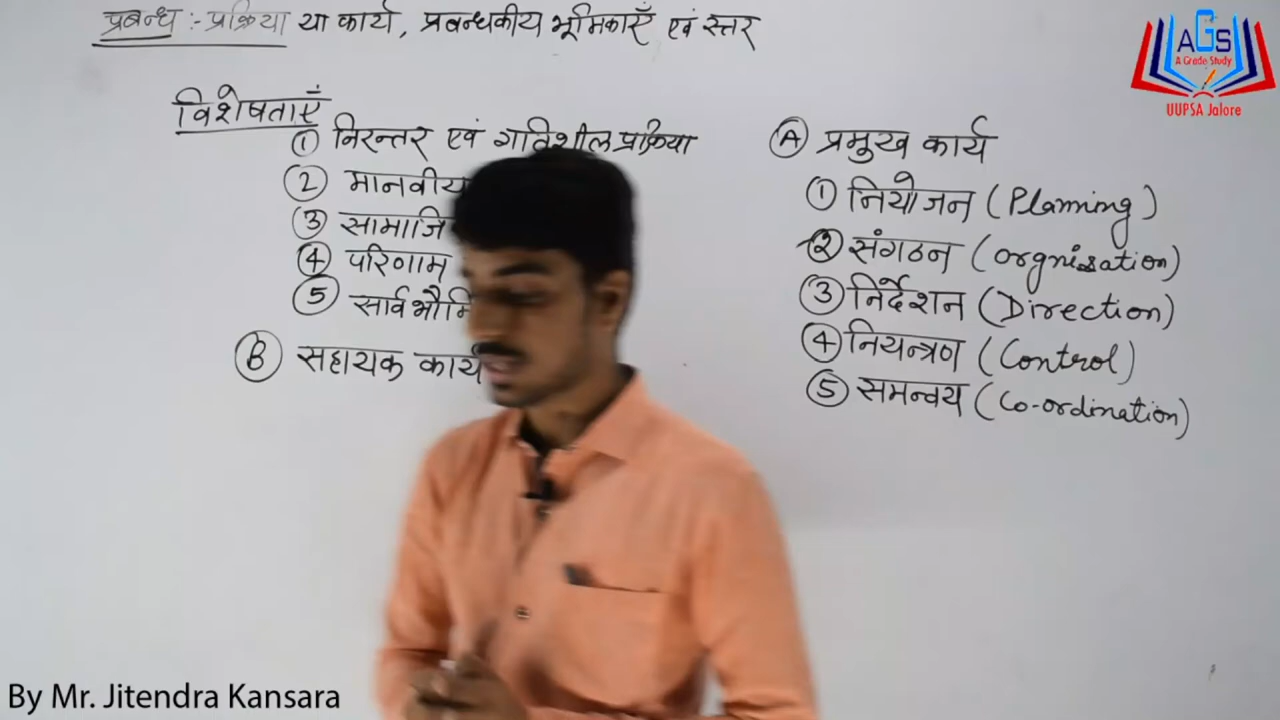 प्रबन्ध :- प्रक्रिया या कार्य, प्रबन्धकीय भूमिकाएँ एवं स्तर
विशेषताएँ
① निरन्तर एवं गतिशील प्रक्रिया
② मानवीय
③ सामाजि
④ परिणाम
⑤ सार्वभौमि
Ⓑ सहायक कार्य
Ⓐ प्रमुख कार्य
① नियोजन (Planning)
② संगठन (orgnisation)
③ निर्देशन (Direction)
④ नियन्त्रण (Control)
⑤ समन्वय (Co-ordination)
AGS
A Grade Study
UUPSA Jalore
By Mr. Jitendra Kansara